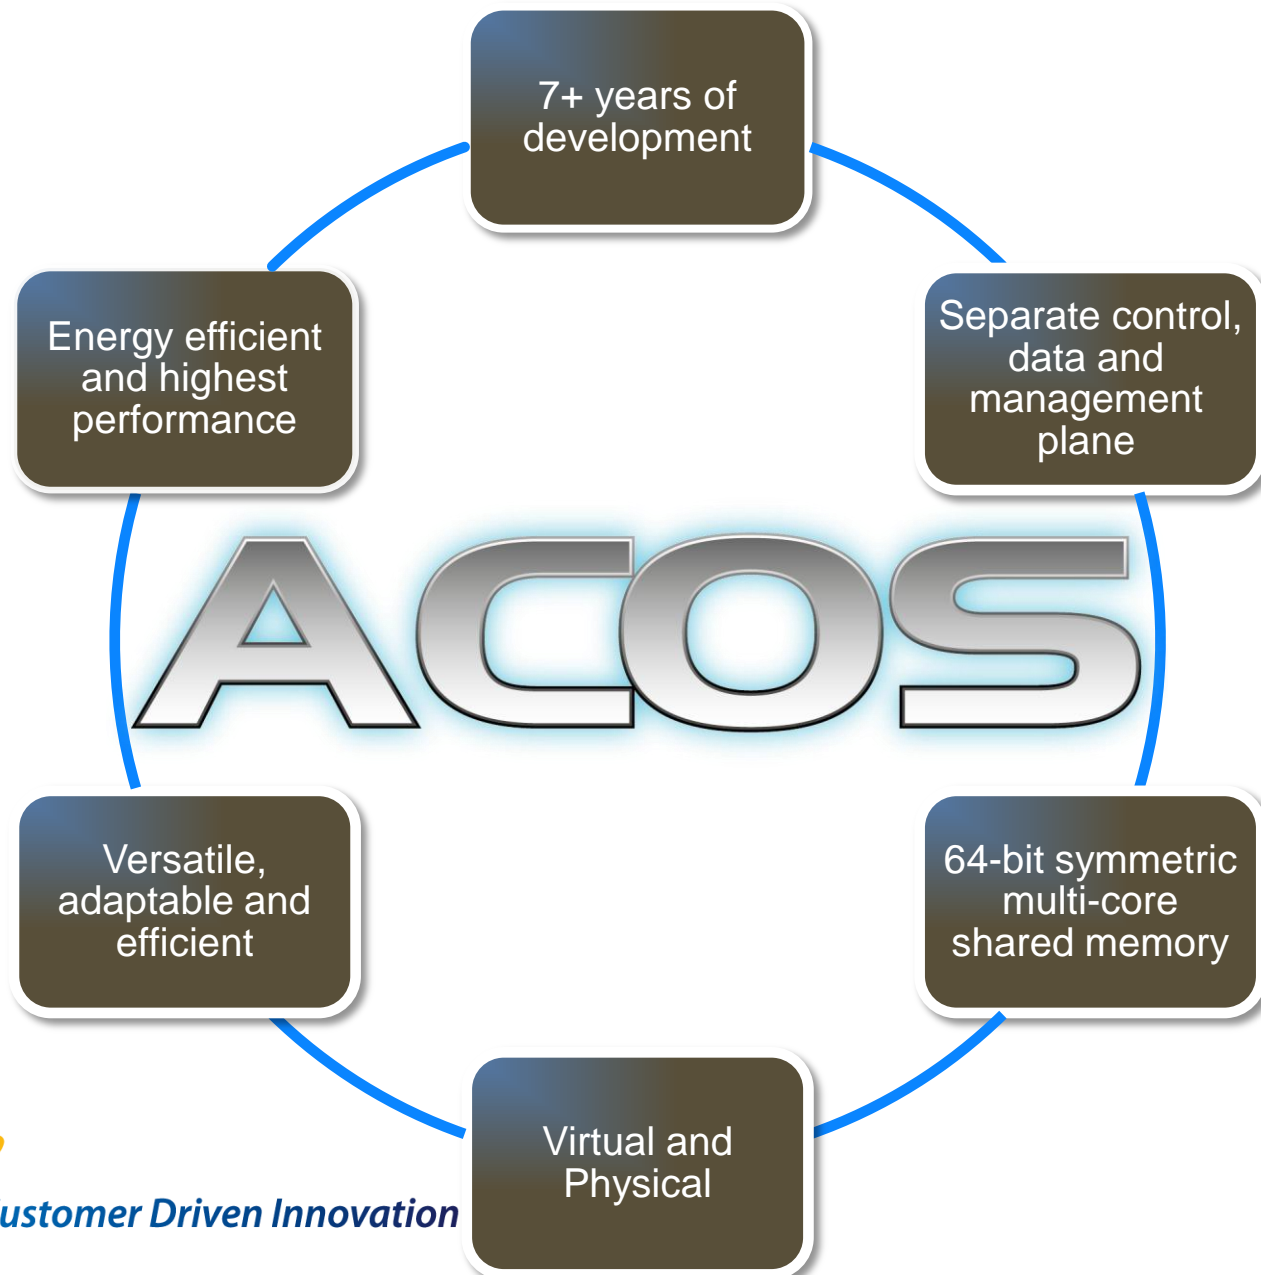 7+ years of
development
Separate control,
data and
management
plane
Energy efficient
and highest
performance
ACOS
Versatile,
adaptable and
efficient
64-bit symmetric
multi-core
shared memory
Virtual and
Physical
ustomer Driven Innovation